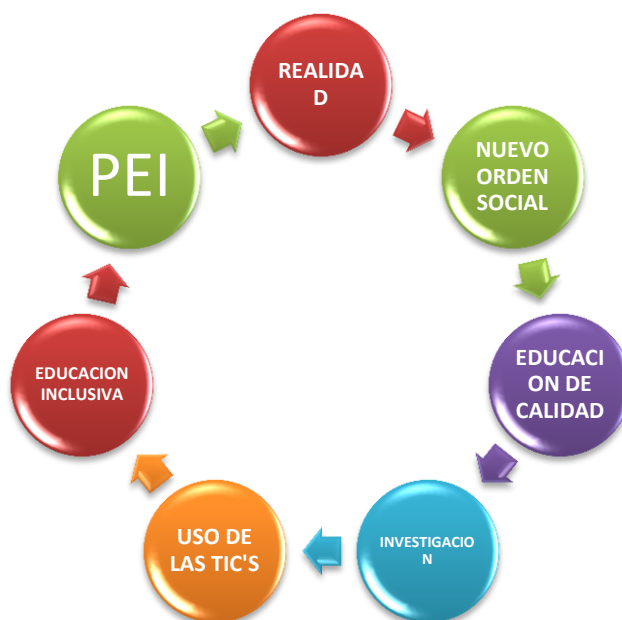 REALIDA
D
NUEVO
ORDEN
SOCIAL
EDUCACI
ON DE
CALIDAD
INVESTIGACIO
N
USO DE
LAS TIC'S
EDUCACION
INCLUSIVA
PEI